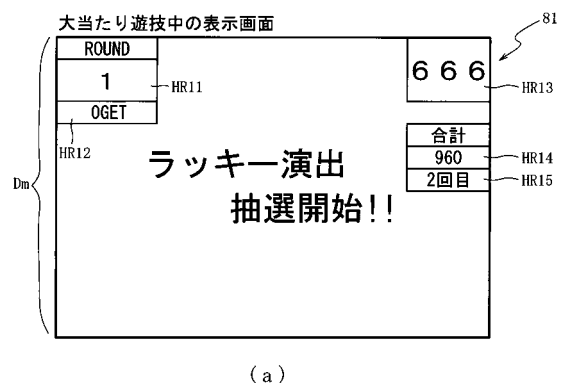 大当たり遊技中の表示画面
81
ROUND
1
HR11
0GET
HR12
666
HR13
合計
960
HR14
2回目
HR15
Dm
ラッキー演出
抽選開始!!
(a)